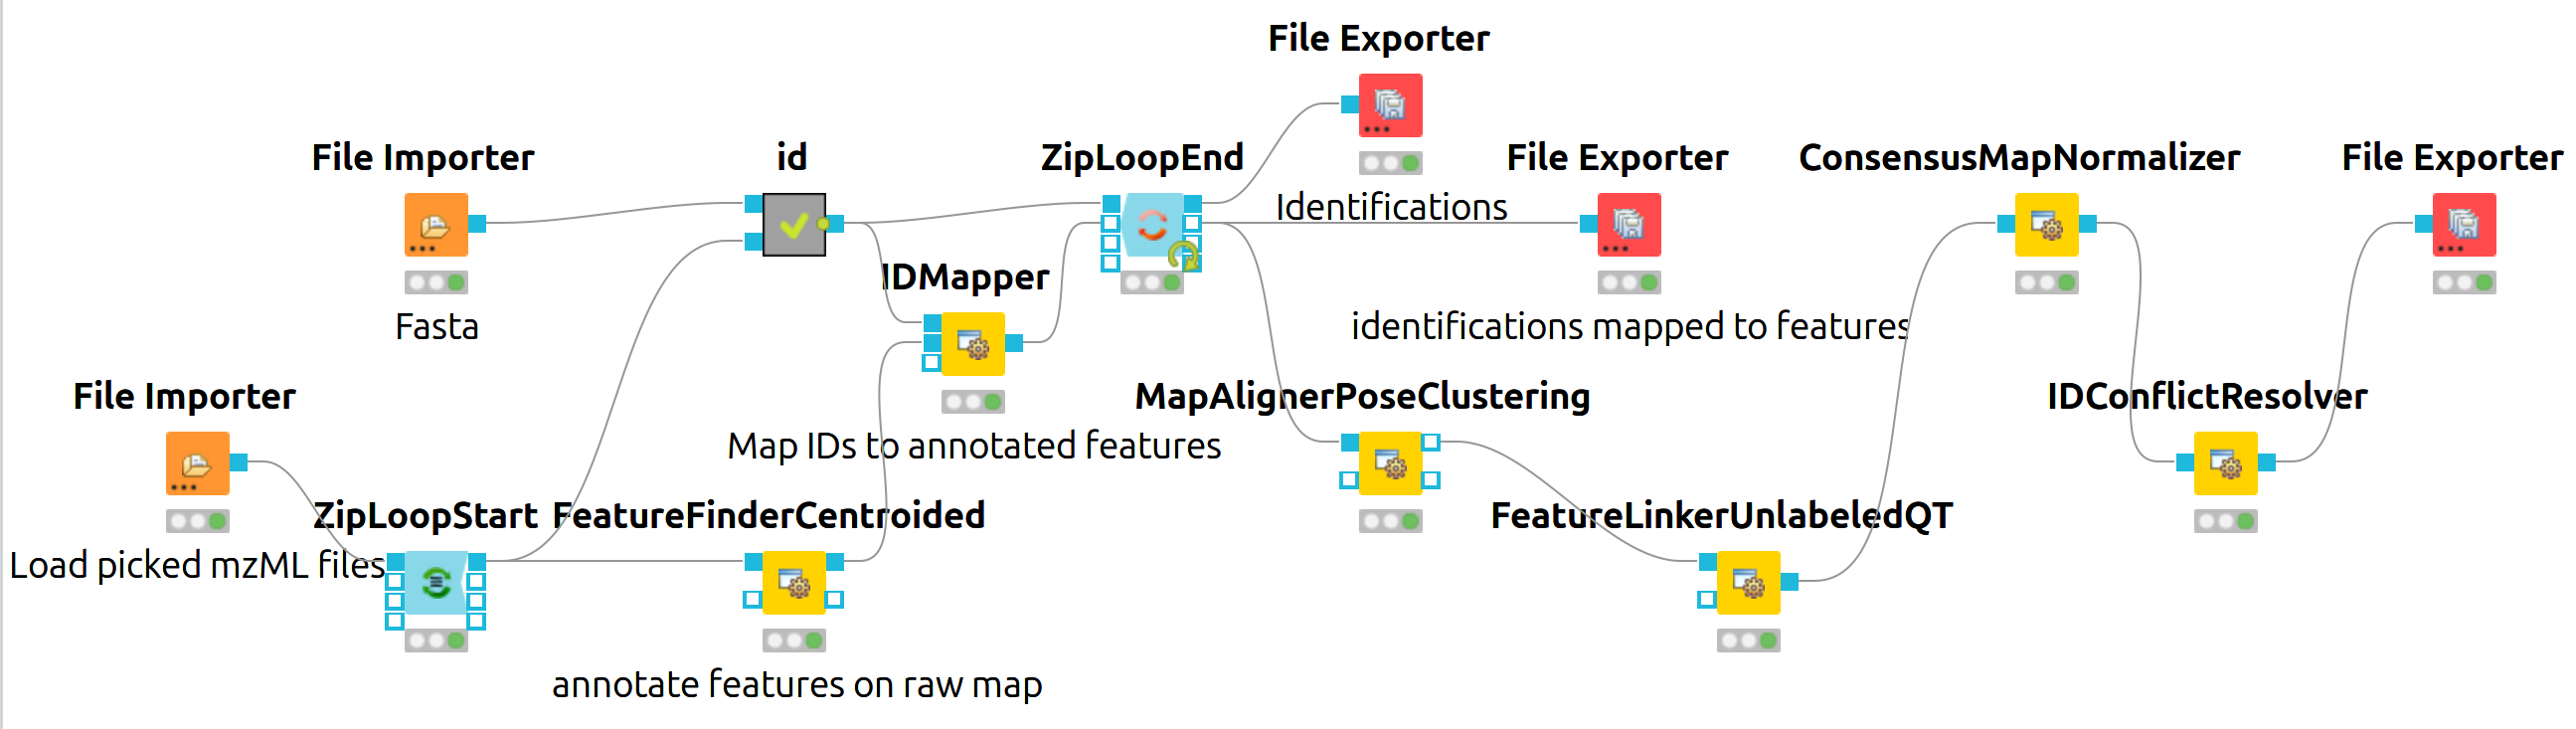 File Exporter
File Importer
id
ZipLoopEnd
File Exporter
ConsensusMapNormalizer
File Exporter
Identifications
IDMapper
Fasta
identifications mapped to features
File Importer
MapAlignerPoseClustering
IDConflictResolver
Map IDs to annotated features
ZipLoopStart
FeatureFinderCentroided
FeatureLinkerUnlabeledQT
Load picked mzML files
annotate features on raw map